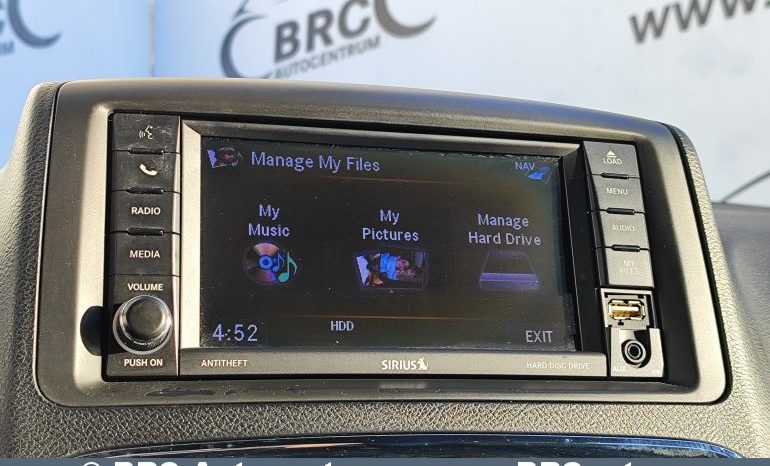 BRC
AUTOCENTRUM
www.
LOAD
MENU
AUDIO
MY
FILES
AUX
RADIO
MEDIA
VOLUME
PUSH ON
Manage My Files
NAV
My
Music
My
Pictures
Manage
Hard Drive
4:52
HDD
EXIT
ANTITHEFT
SIRIUS
HARD DISC DRIVE